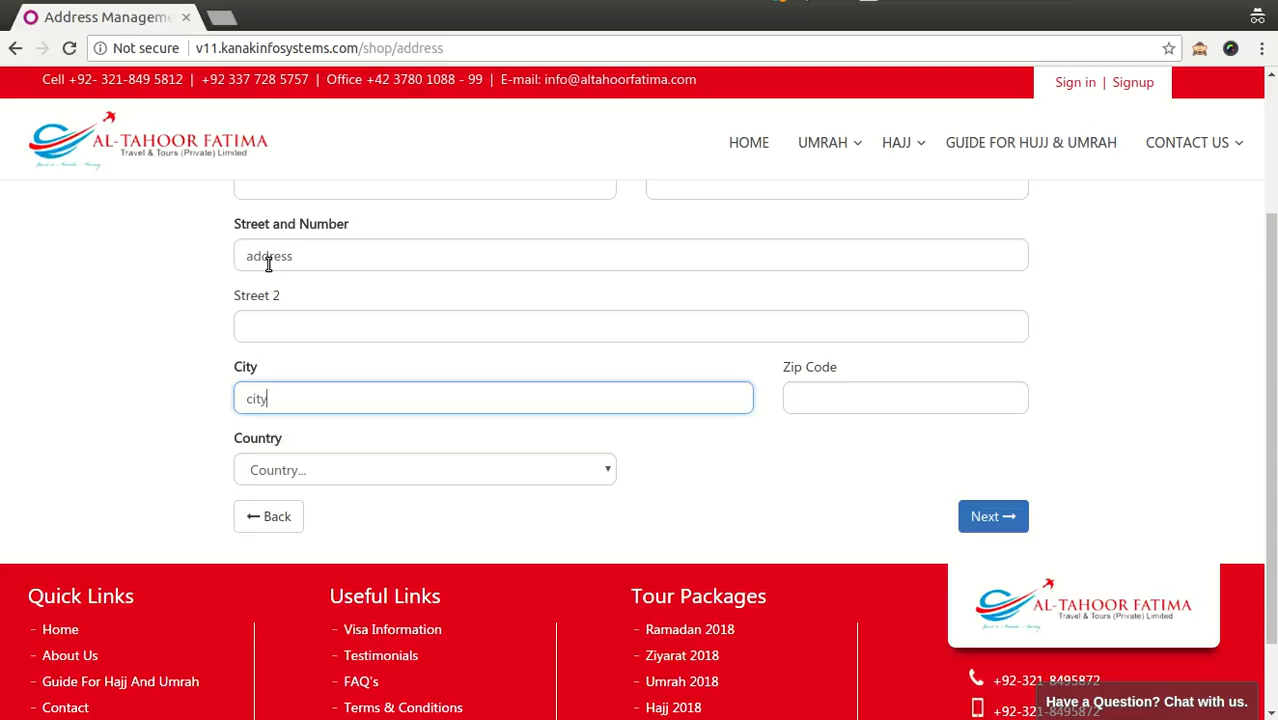 Address Manageme
Not secure | v11.kanakinfosystems.com/shop/address
Cell +92- 321-849 5812 | +92 337 728 5757 | Office +42 3780 1088 - 99 | E-mail: info@altahoorfatima.com
Sign in | Signup
AL-TAHOOR FATIMA
Travel & Tours (Private) Limited
HOME UMRAH HAJJ GUIDE FOR HUJJ & UMRAH CONTACT US
Street and Number
address
Street 2
City
Zip Code
city
Country
Country...
Back
Next
Quick Links
Home
About Us
Guide For Hajj And Umrah
Contact
Useful Links
Visa Information
Testimonials
FAQ's
Terms & Conditions
Tour Packages
Ramadan 2018
Ziyarat 2018
Umrah 2018
Hajj 2018
AL-TAHOOR FATIMA
Travel & Tours (Private) Limited
+92-321-8495872
+92-32
Have a Question? Chat with us.